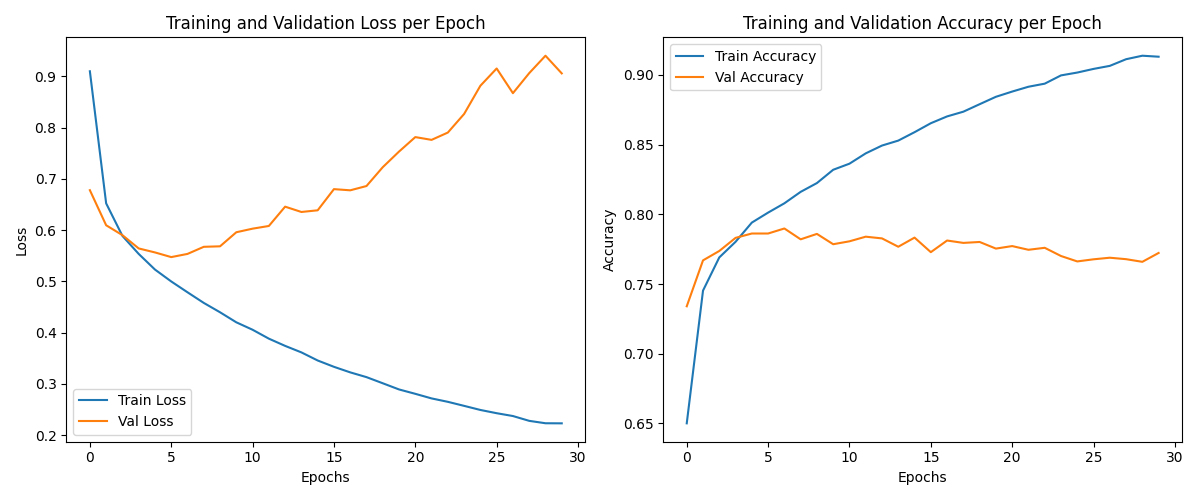 Training and Validation Loss per Epoch
Loss
0.9
0.8
0.7
0.6
0.5
0.4
0.3
0.2
Train Loss
Val Loss
0 5 10 15 20 25 30
Epochs
Training and Validation Accuracy per Epoch
Train Accuracy
Val Accuracy
Accuracy
0.90
0.85
0.80
0.75
0.70
0.65
0 5 10 15 20 25 30
Epochs